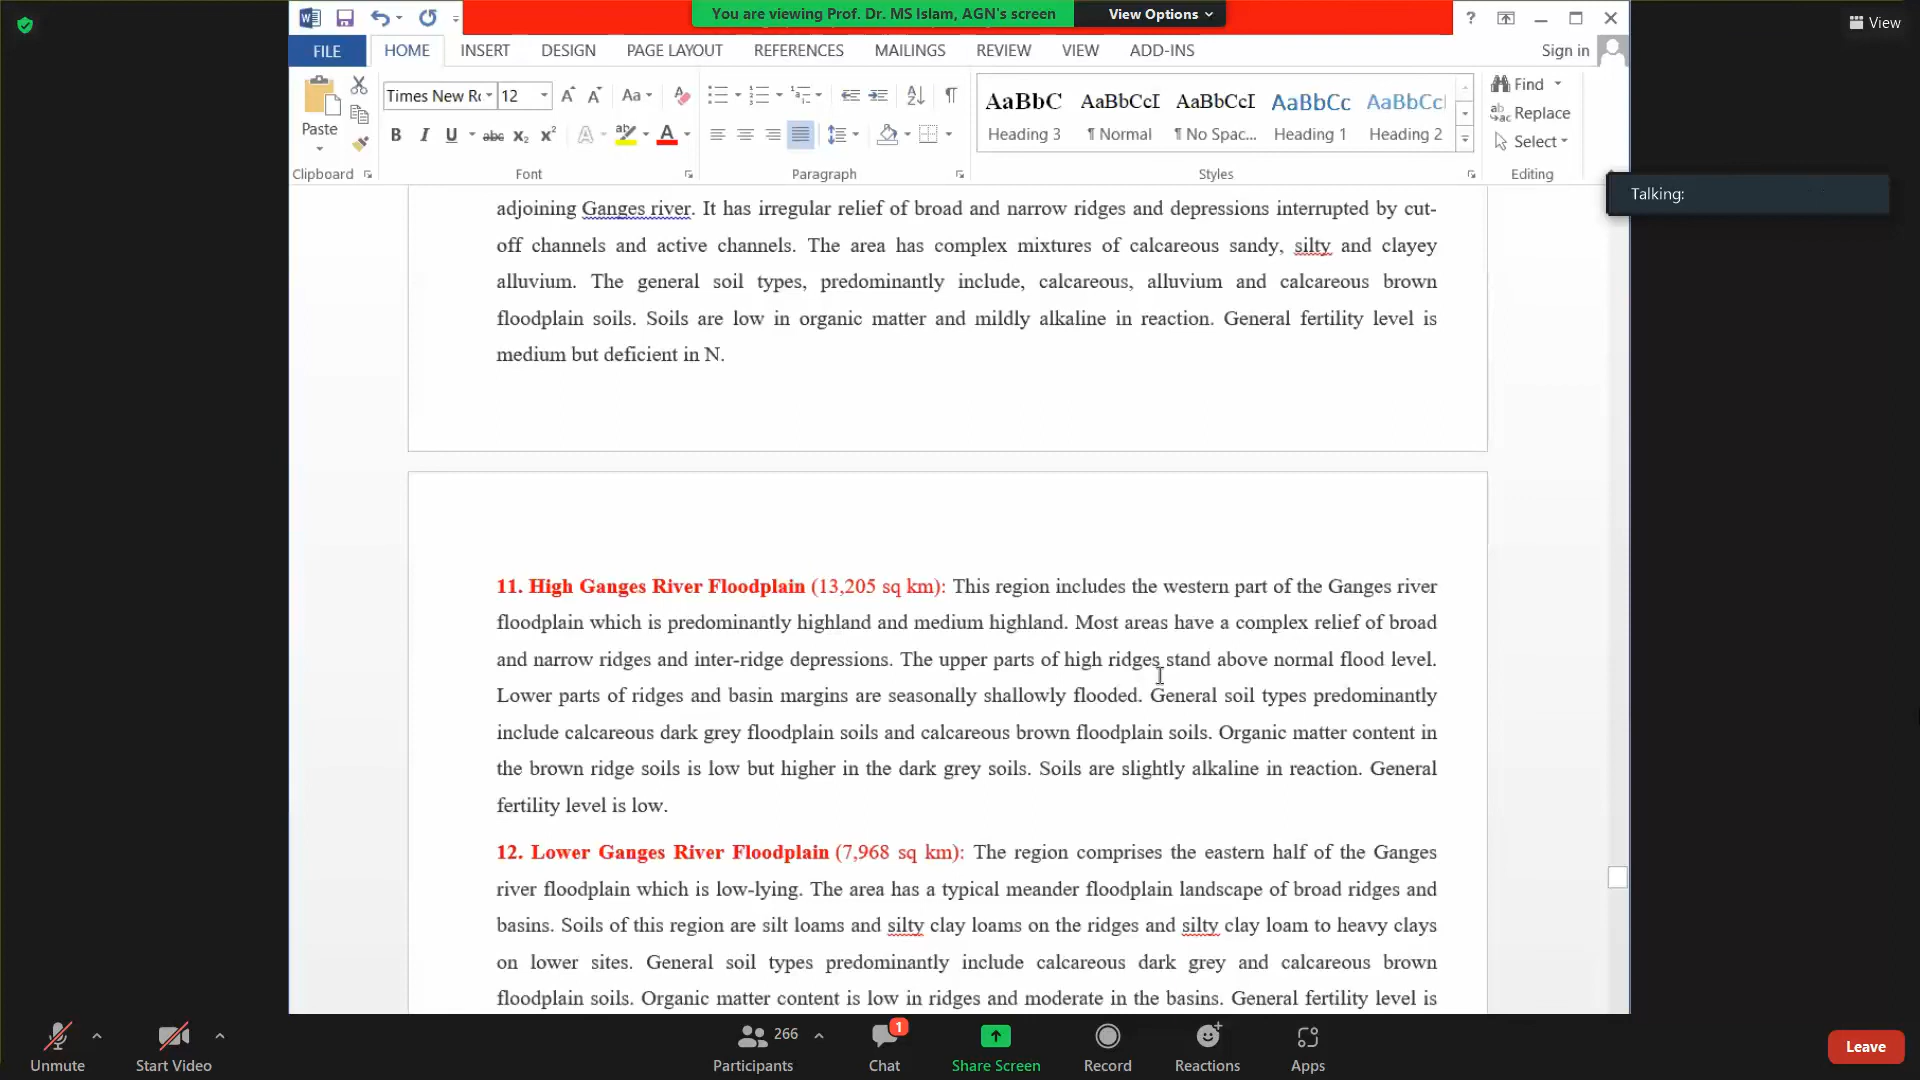 You are viewing Prof. Dr. MS Islam, AGN's screen
View Options
View
?
FILE
HOME
INSERT
DESIGN
PAGE LAYOUT
REFERENCES
MAILINGS
REVIEW
VIEW
ADD-INS
Sign in
Paste
Clipboard
Times New Ro
12
Font
Paragraph
AaBbC
Heading 3
AaBbCcI
¶ Normal
AaBbCcI
¶ No Spac...
AaBbCc
Heading 1
AaBbCcl
Heading 2
Styles
Find
Replace
Select
Editing
Talking:
adjoining Ganges river. It has irregular relief of broad and narrow ridges and depressions interrupted by cut-
off channels and active channels. The area has complex mixtures of calcareous sandy, silty and clayey
alluvium. The general soil types, predominantly include, calcareous, alluvium and calcareous brown
floodplain soils. Soils are low in organic matter and mildly alkaline in reaction. General fertility level is
medium but deficient in N.
11. High Ganges River Floodplain (13,205 sq km): This region includes the western part of the Ganges river
floodplain which is predominantly highland and medium highland. Most areas have a complex relief of broad
and narrow ridges and inter-ridge depressions. The upper parts of high ridges stand above normal flood level.
Lower parts of ridges and basin margins are seasonally shallowly flooded. General soil types predominantly
include calcareous dark grey floodplain soils and calcareous brown floodplain soils. Organic matter content in
the brown ridge soils is low but higher in the dark grey soils. Soils are slightly alkaline in reaction. General
fertility level is low.
12. Lower Ganges River Floodplain (7,968 sq km): The region comprises the eastern half of the Ganges
river floodplain which is low-lying. The area has a typical meander floodplain landscape of broad ridges and
basins. Soils of this region are silt loams and silty clay loams on the ridges and silty clay loam to heavy clays
on lower sites. General soil types predominantly include calcareous dark grey and calcareous brown
floodplain soils. Organic matter content is low in ridges and moderate in the basins. General fertility level is
Unmute
Start Video
266
Participants
1
Chat
Share Screen
Record
Reactions
Apps
Leave